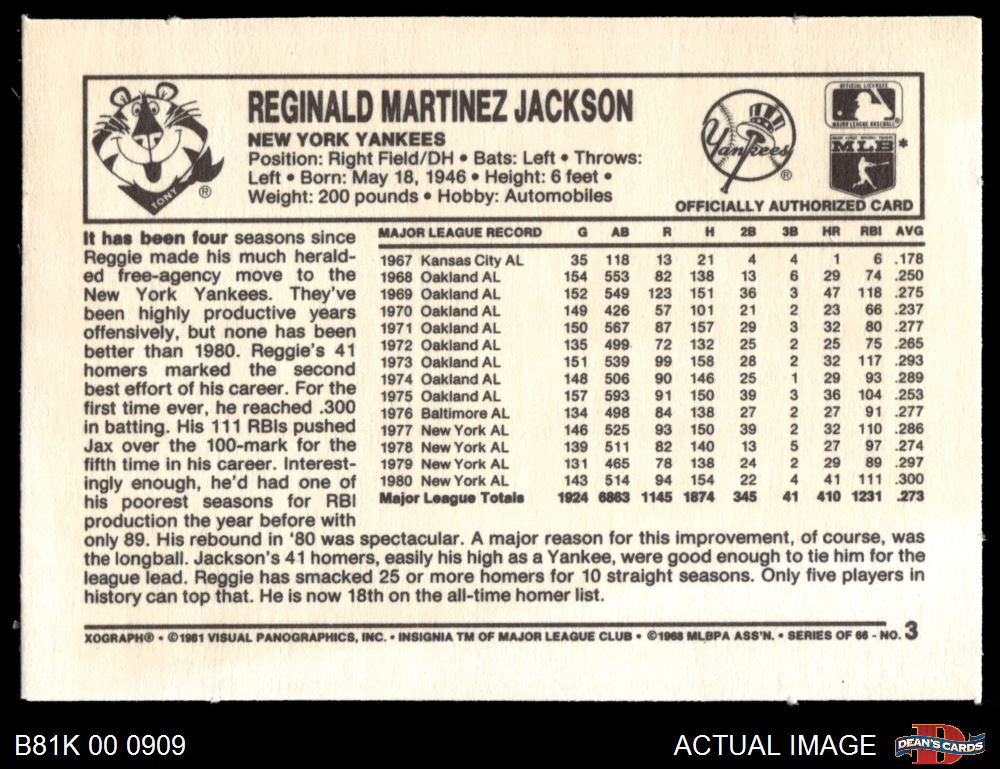 REGINALD MARTINEZ JACKSON
NEW YORK YANKEES
Position: Right Field/DH • Bats: Left • Throws:
Left • Born: May 18, 1946 • Height: 6 feet •
Weight: 200 pounds • Hobby: Automobiles
TONY ®
Yankees ®
OFFICIAL LICENSEE
MAJOR LEAGUE BASEBALL®
MLB *
OFFICIALLY AUTHORIZED CARD
It has been four seasons since
Reggie made his much herald-
ed free-agency move to the
New York Yankees. They've
been highly productive years
offensively, but none has been
better than 1980. Reggie's 41
homers marked the second
best effort of his career. For the
first time ever, he reached .300
in batting. His 111 RBIs pushed
Jax over the 100-mark for the
fifth time in his career. Interest-
ingly enough, he'd had one of
his poorest seasons for RBI
production the year before with
only 89. His rebound in '80 was spectacular. A major reason for this improvement, of course, was
the longball. Jackson's 41 homers, easily his high as a Yankee, were good enough to tie him for the
league lead. Reggie has smacked 25 or more homers for 10 straight seasons. Only five players in
history can top that. He is now 18th on the all-time homer list.
MAJOR LEAGUE RECORD G AB R H 2B 3B HR RBI AVG
1967 Kansas City AL 35 118 13 21 4 4 1 6 .178
1968 Oakland AL 154 553 82 138 13 6 29 74 .250
1969 Oakland AL 152 549 123 151 36 3 47 118 .275
1970 Oakland AL 149 426 57 101 21 2 23 66 .237
1971 Oakland AL 150 567 87 157 29 3 32 80 .277
1972 Oakland AL 135 499 72 132 25 2 25 75 .265
1973 Oakland AL 151 539 99 158 28 2 32 117 .293
1974 Oakland AL 148 506 90 146 25 1 29 93 .289
1975 Oakland AL 157 593 91 150 39 3 36 104 .253
1976 Baltimore AL 134 498 84 138 27 2 27 91 .277
1977 New York AL 146 525 93 150 39 2 32 110 .286
1978 New York AL 139 511 82 140 13 5 27 97 .274
1979 New York AL 131 465 78 138 24 2 29 89 .297
1980 New York AL 143 514 94 154 22 4 41 111 .300
Major League Totals 1924 6863 1145 1874 345 41 410 1231 .273
XOGRAPH® • ©1981 VISUAL PANOGRAPHICS, INC. • INSIGNIA TM OF MAJOR LEAGUE CLUB • ©1968 MLBPA ASS'N. • SERIES OF 66 - NO. 3
B81K 00 0909
ACTUAL IMAGE
DEAN'S CARDS